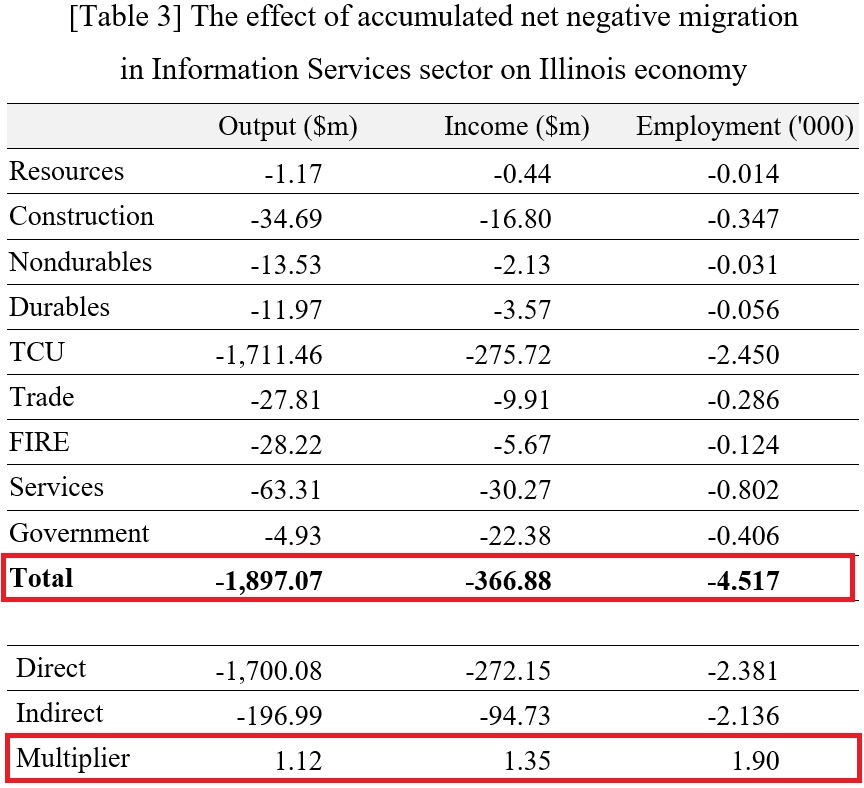 [Table 3] The effect of accumulated net negative migration
in Information Services sector on Illinois economy
Output ($m) Income ($m) Employment ('000)
Resources -1.17 -0.44 -0.014
Construction -34.69 -16.80 -0.347
Nondurables -13.53 -2.13 -0.031
Durables -11.97 -3.57 -0.056
TCU -1,711.46 -275.72 -2.450
Trade -27.81 -9.91 -0.286
FIRE -28.22 -5.67 -0.124
Services -63.31 -30.27 -0.802
Government -4.93 -22.38 -0.406
Total -1,897.07 -366.88 -4.517
Direct -1,700.08 -272.15 -2.381
Indirect -196.99 -94.73 -2.136
Multiplier 1.12 1.35 1.90